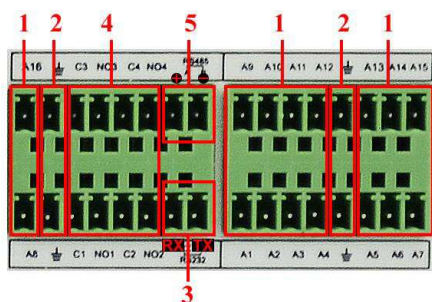 1 2 4 5 1 2 1
A16 ⏚ C3 NO3 C4 NO4 RS485 A9 A10 A11 A12 ⏚ A13 A14 A15
A
+ -
RX TX
A8 ⏚ C1 NO1 C2 NO2 RS232 A1 A2 A3 A4 ⏚ A5 A6 A7
3